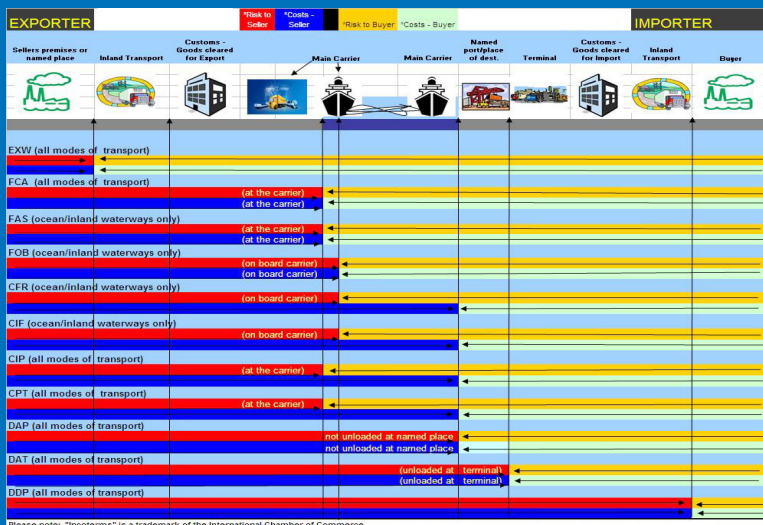 EXPORTER
*Risk to Seller
*Costs - Seller
*Risk to Buyer
*Costs - Buyer
IMPORTER
Sellers premises or named place
Inland Transport
Customs - Goods cleared for Export
Main Carrier
Main Carrier
Named port/place of dest.
Terminal
Customs - Goods cleared for Import
Inland Transport
Buyer
EXW (all modes of transport)
FCA (all modes of transport)
(at the carrier)
(at the carrier)
FAS (ocean/inland waterways only)
(at the carrier)
(at the carrier)
FOB (ocean/inland waterways only)
(on board carrier)
(on board carrier)
CFR (ocean/inland waterways only)
(on board carrier)
CIF (ocean/inland waterways only)
(on board carrier)
CIP (all modes of transport)
(at the carrier)
CPT (all modes of transport)
(at the carrier)
DAP (all modes of transport)
not unloaded at named place
not unloaded at named place
DAT (all modes of transport)
(unloaded at terminal)
(unloaded at terminal)
DDP (all modes of transport)
Please note: "Incoterms" is a trademark of the International Chamber of Commerce